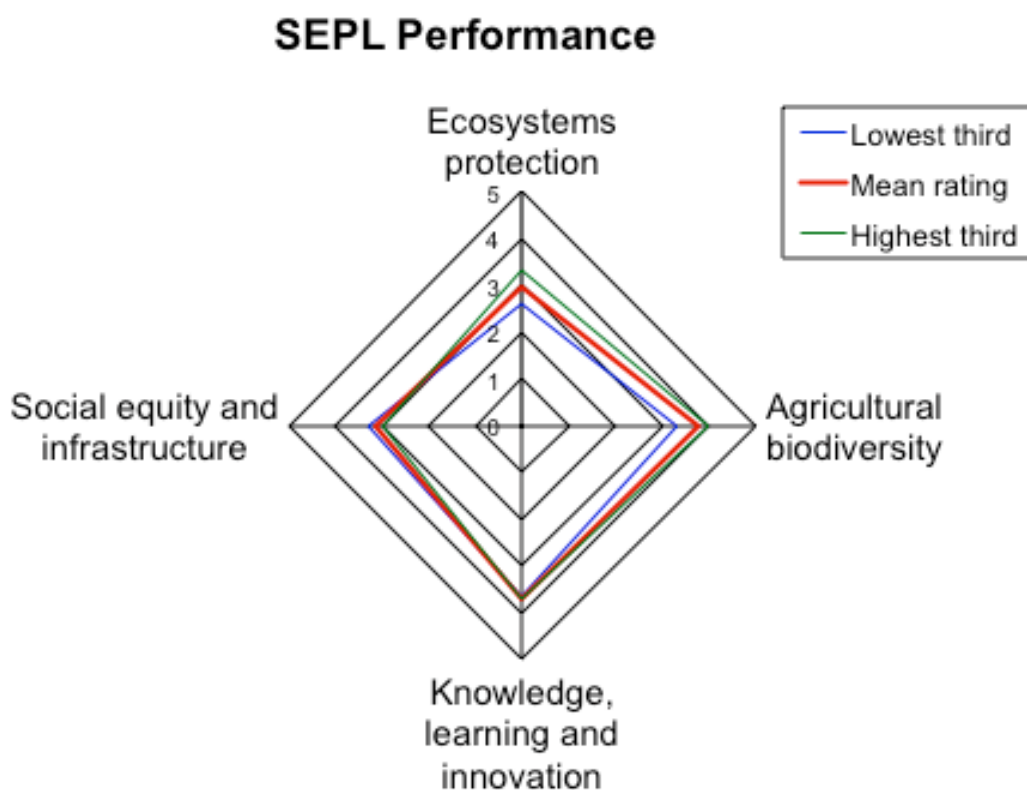 SEPL Performance
Ecosystems
protection
Lowest third
Mean rating
Highest third
5
4
3
2
1
0
Social equity and
infrastructure
Agricultural
biodiversity
Knowledge,
learning and
innovation